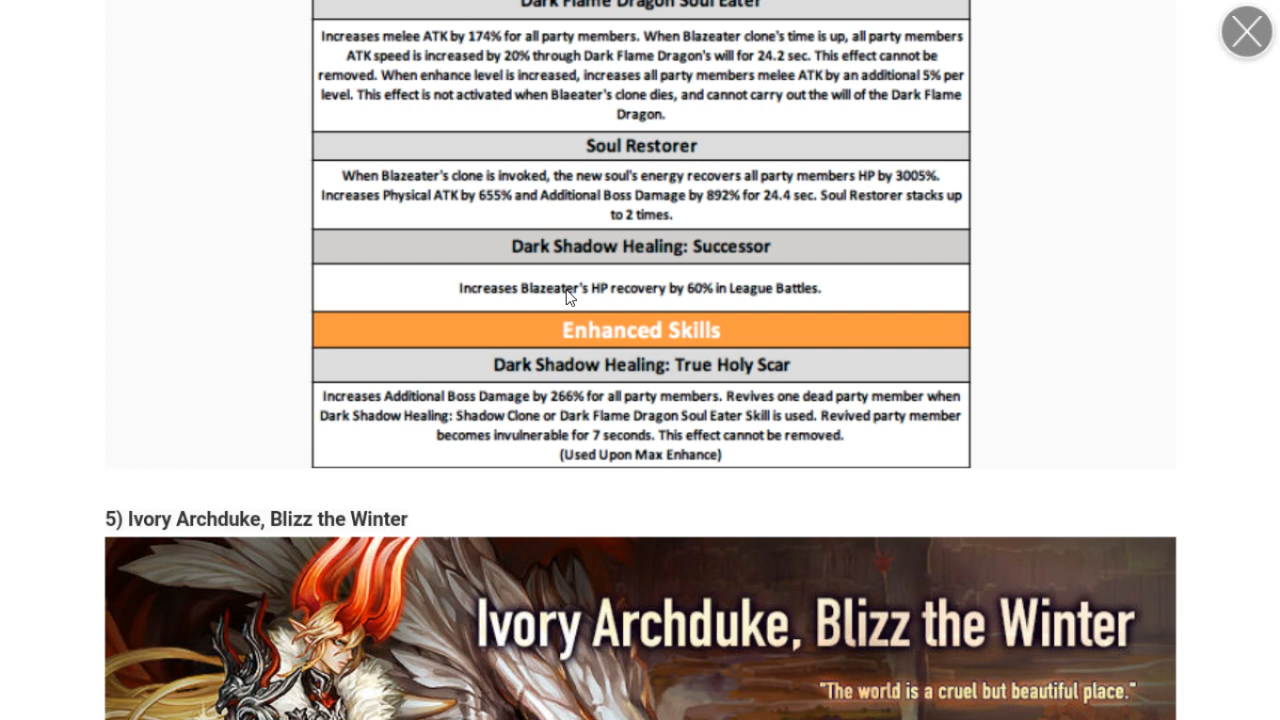 Dark Flame Dragon Soul Eater
Increases melee ATK by 174% for all party members. When Blazeater clone's time is up, all party members
ATK speed is increased by 20% through Dark Flame Dragon's will for 24.2 sec. This effect cannot be
removed. When enhance level is increased, increases all party members melee ATK by an additional 5% per
level. This effect is not activated when Blaeater's clone dies, and cannot carry out the will of the Dark Flame
Dragon.
Soul Restorer
When Blazeater's clone is invoked, the new soul's energy recovers all party members HP by 3005%.
Increases Physical ATK by 655% and Additional Boss Damage by 892% for 24.4 sec. Soul Restorer stacks up
to 2 times.
Dark Shadow Healing: Successor
Increases Blazeater's HP recovery by 60% in League Battles.
Enhanced Skills
Dark Shadow Healing: True Holy Scar
Increases Additional Boss Damage by 266% for all party members. Revives one dead party member when
Dark Shadow Healing: Shadow Clone or Dark Flame Dragon Soul Eater Skill is used. Revived party member
becomes invulnerable for 7 seconds. This effect cannot be removed.
(Used Upon Max Enhance)
5) Ivory Archduke, Blizz the Winter
Ivory Archduke, Blizz the Winter
"The world is a cruel but beautiful place."